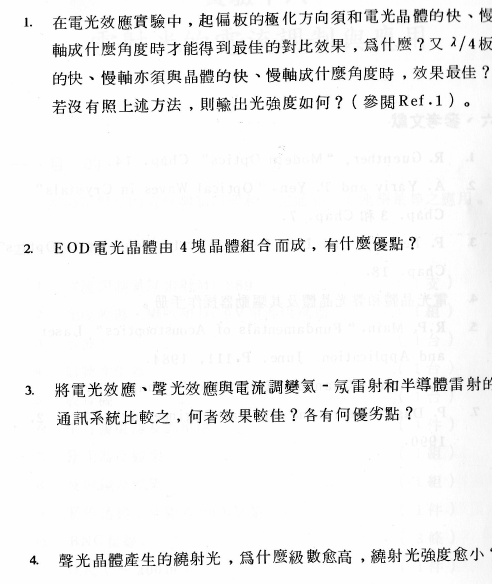 1. 在電光效應實驗中，起偏板的極化方向須和電光晶體的快、慢
軸成什麼角度時才能得到最佳的對比效果，爲什麼？又 λ/4板
的快、慢軸亦須與晶體的快、慢軸成什麼角度時，效果最佳？
若沒有照上述方法，則輸出光強度如何？（參閱Ref.1）。
2. EOD電光晶體由4塊晶體組合而成，有什麼優點？
3. 將電光效應、聲光效應與電流調變氦-氖雷射和半導體雷射的
通訊系統比較之，何者效果較佳？各有何優劣點？
4. 聲光晶體產生的繞射光，爲什麼級數愈高，繞射光強度愈小？